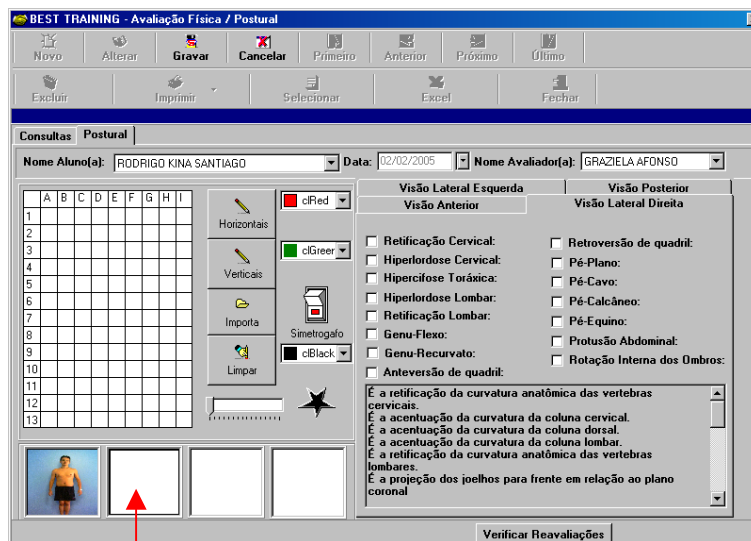 BEST TRAINING - Avaliação Física / Postural
Novo Alterar Gravar Cancelar Primeiro Anterior Próximo Último
Excluir Imprimir Selecionar Excel Fechar
Consultas Postural
Nome Aluno(a): RODRIGO KINA SANTIAGO Data: 02/02/2005 Nome Avaliador(a): GRAZIELA AFONSO
A B C D E F G H I
1
2
3
4
5
6
7
8
9
10
11
12
13
Horizontais
Verticais
Importa
Limpar
clRed
clGreer
Simetrogafo
clBlack
Visão Lateral Esquerda Visão Posterior
Visão Anterior Visão Lateral Direita
Retificação Cervical:
Hiperlordose Cervical:
Hipercifose Toráxica:
Hiperlordose Lombar:
Retificação Lombar:
Genu-Flexo:
Genu-Recurvato:
Anteversão de quadril:
Retroversão de quadril:
Pé-Plano:
Pé-Cavo:
Pé-Calcâneo:
Pé-Equino:
Protusão Abdominal:
Rotação Interna dos Ombros:
É a retificação da curvatura anatômica das vertebras
cervicais.
É a acentuação da curvatura da coluna cervical.
É a acentuação da curvatura da coluna dorsal.
É a acentuação da curvatura da coluna lombar.
É a retificação da curvatura anatômica das vertebras
lombares.
É a projeção dos joelhos para frente em relação ao plano
coronal
Verificar Reavaliações